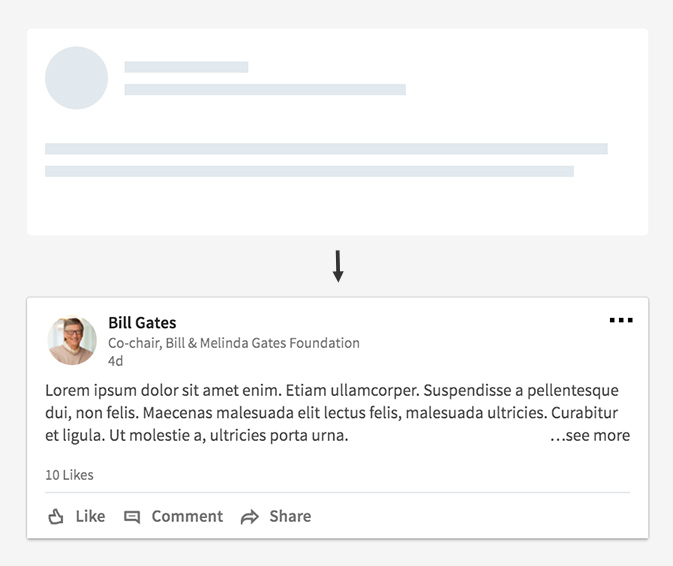 Bill Gates
Co-chair, Bill & Melinda Gates Foundation
4d
Lorem ipsum dolor sit amet enim. Etiam ullamcorper. Suspendisse a pellentesque
dui, non felis. Maecenas malesuada elit lectus felis, malesuada ultricies. Curabitur
et ligula. Ut molestie a, ultricies porta urna. ...see more
10 Likes
Like Comment Share